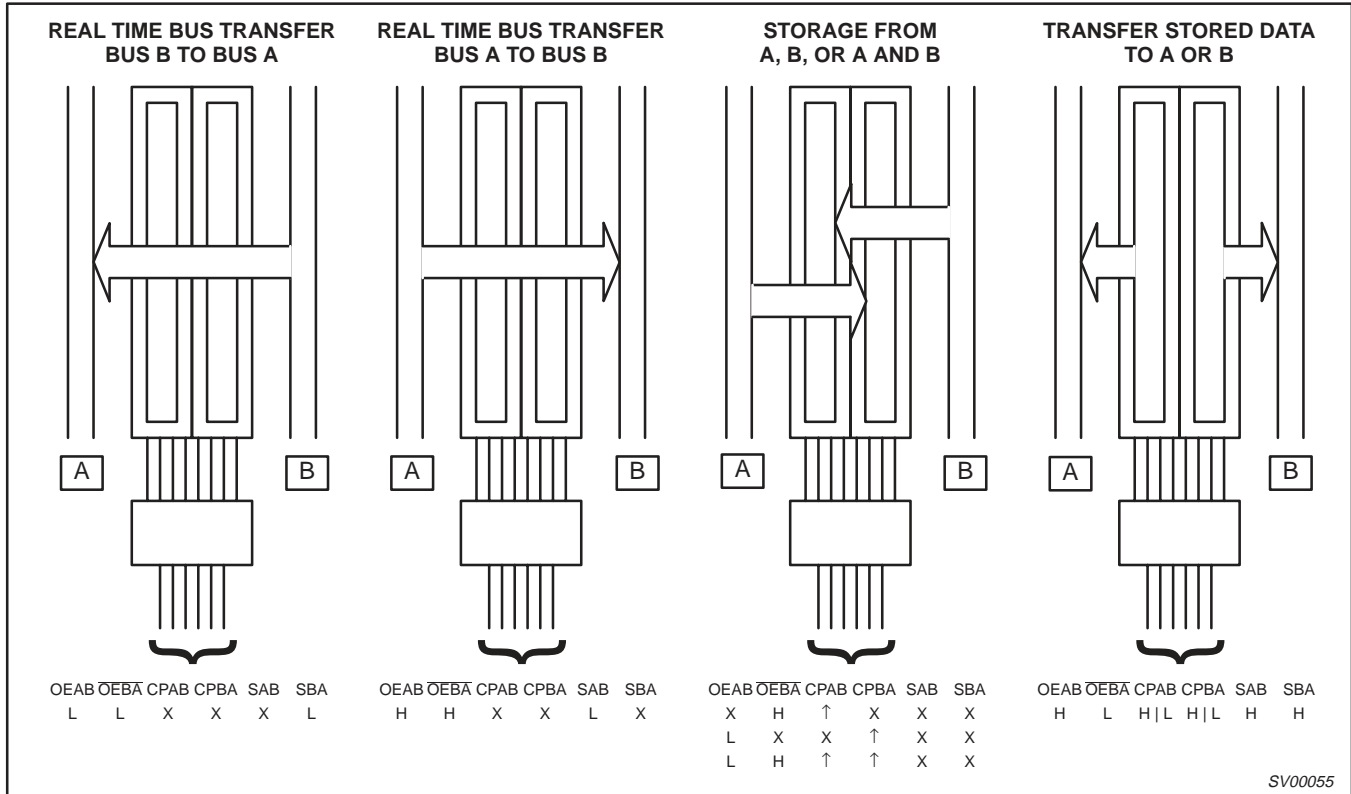 REAL TIME BUS TRANSFER
BUS B TO BUS A
REAL TIME BUS TRANSFER
BUS A TO BUS B
STORAGE FROM
A, B, OR A AND B
TRANSFER STORED DATA
TO A OR B
A
B
A
B
A
B
A
B
OEAB OEBA CPAB CPBA SAB SBA
L L X X X L
OEAB OEBA CPAB CPBA SAB SBA
H H X X L X
OEAB OEBA CPAB CPBA SAB SBA
X H ↑ X X X
L X X ↑ X X
L H ↑ ↑ X X
OEAB OEBA CPAB CPBA SAB SBA
H L H | L H | L H H
SV00055